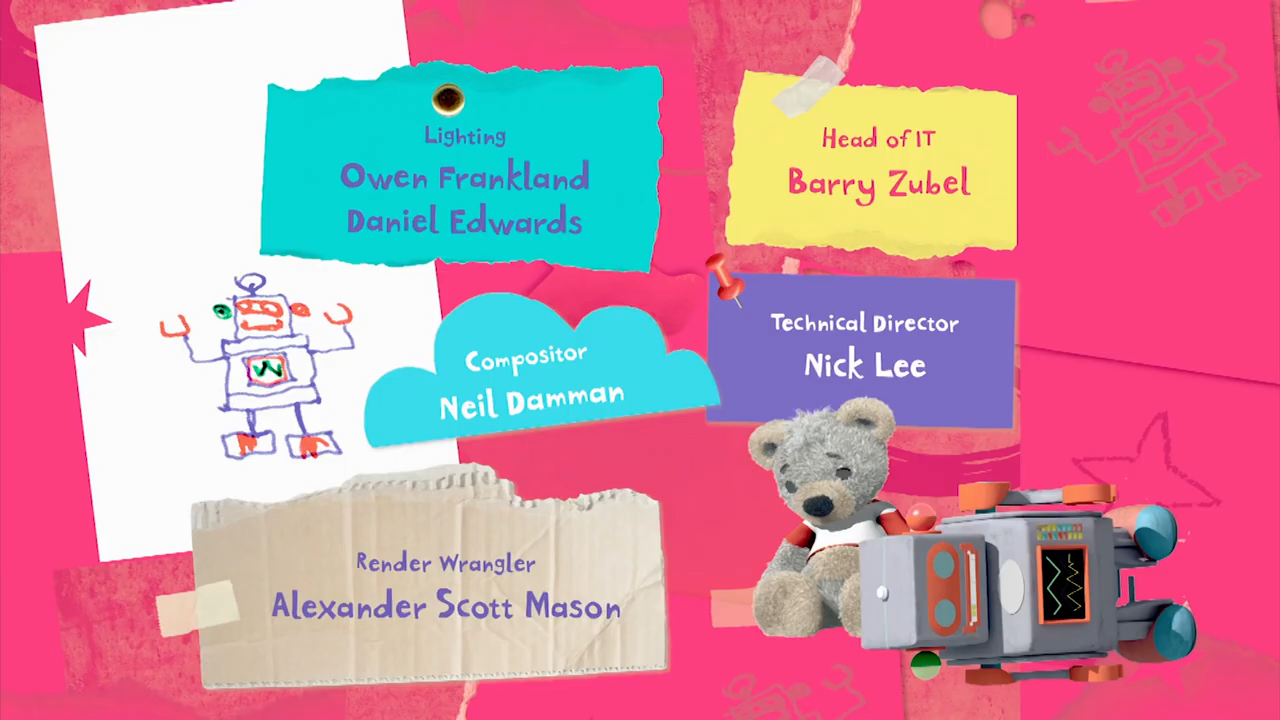 Lighting
Owen Frankland
Daniel Edwards
Head of IT
Barry Zubel
Technical Director
Nick Lee
Compositor
Neil Damman
Render Wrangler
Alexander Scott Mason